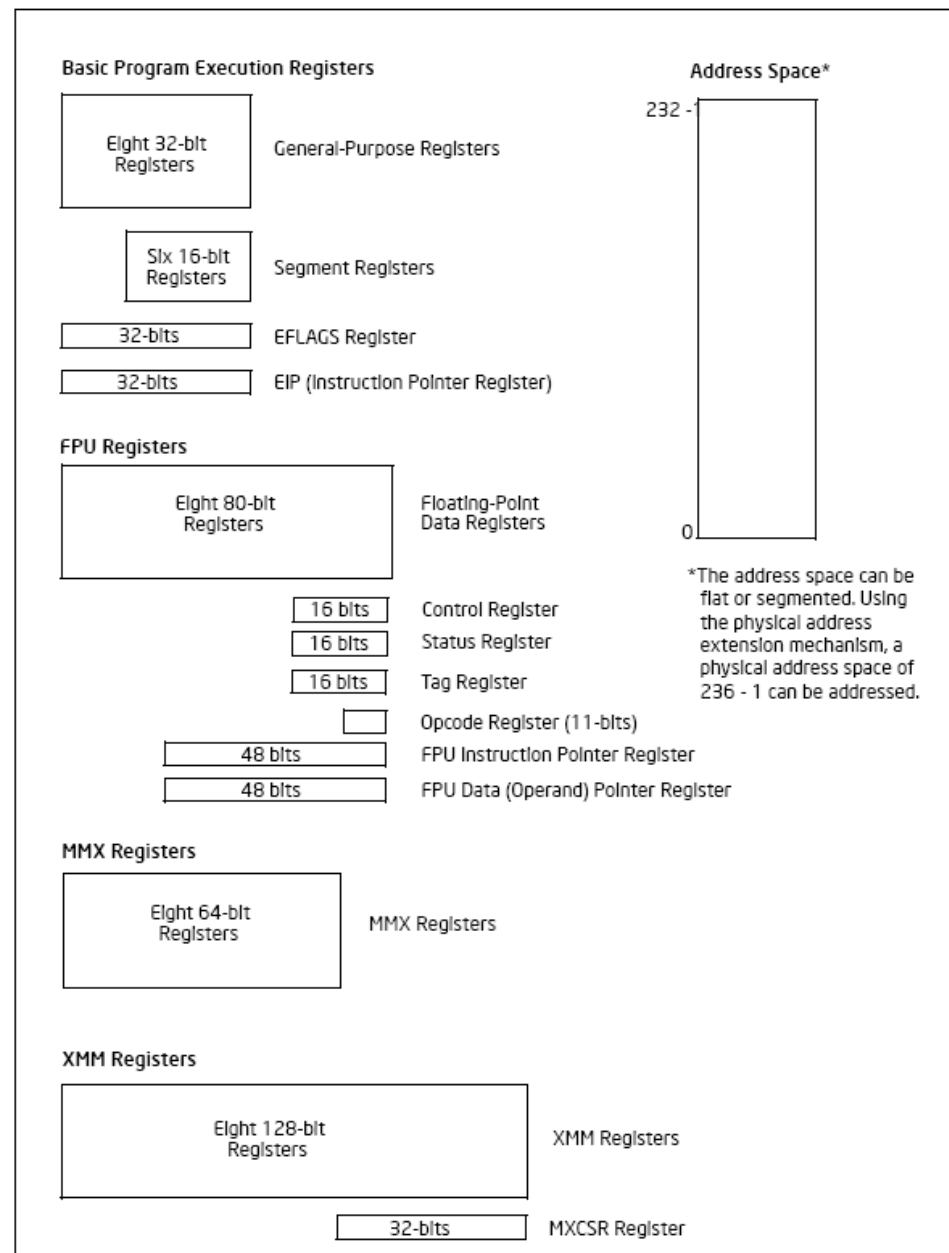 Basic Program Execution Registers
Eight 32-bit
Registers
General-Purpose Registers
Six 16-bit
Registers
Segment Registers
32-bits
EFLAGS Register
32-bits
EIP (Instruction Pointer Register)
Address Space*
232 -1
0
*The address space can be
flat or segmented. Using
the physical address
extension mechanism, a
physical address space of
236 - 1 can be addressed.
FPU Registers
Eight 80-bit
Registers
Floating-Point
Data Registers
16 bits
Control Register
16 bits
Status Register
16 bits
Tag Register
Opcode Register (11-bits)
48 bits
FPU Instruction Pointer Register
48 bits
FPU Data (Operand) Pointer Register
MMX Registers
Eight 64-bit
Registers
MMX Registers
XMM Registers
Eight 128-bit
Registers
XMM Registers
32-bits
MXCSR Register